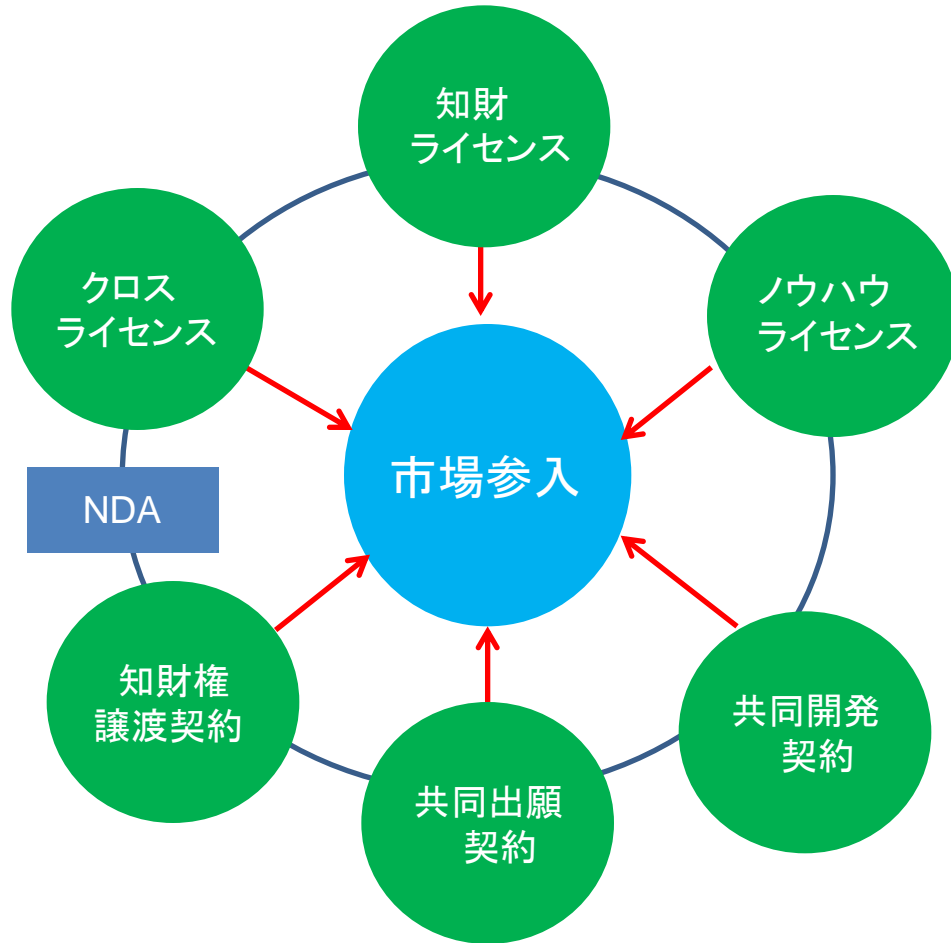 知財
ライセンス
クロス
ライセンス
ノウハウ
ライセンス
市場参入
NDA
知財権
譲渡契約
共同開発
契約
共同出願
契約